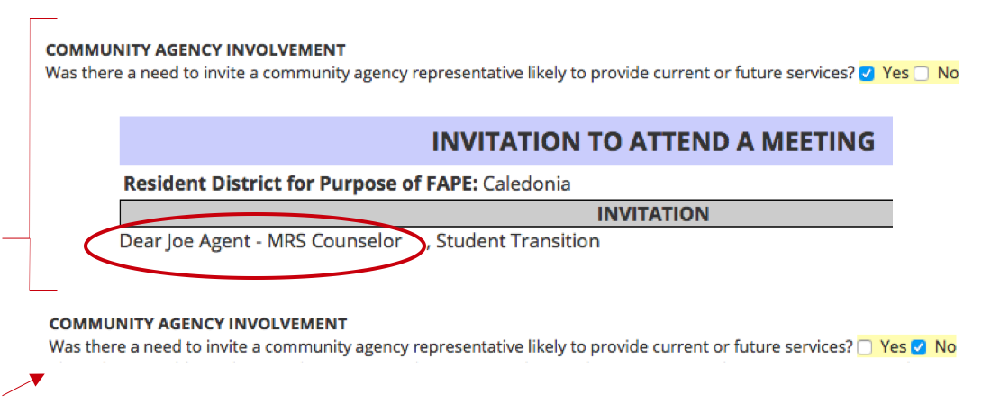 COMMUNITY AGENCY INVOLVEMENT
Was there a need to invite a community agency representative likely to provide current or future services? Yes No
INVITATION TO ATTEND A MEETING
Resident District for Purpose of FAPE: Caledonia
INVITATION
Dear Joe Agent - MRS Counselor , Student Transition
COMMUNITY AGENCY INVOLVEMENT
Was there a need to invite a community agency representative likely to provide current or future services? Yes No